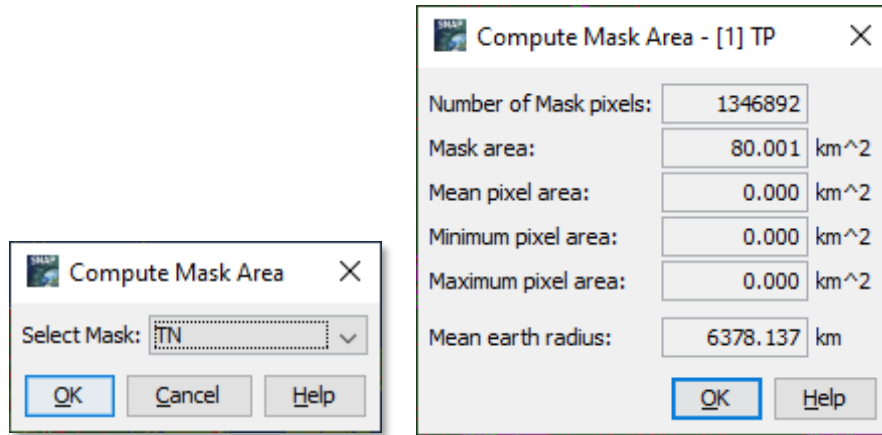 SNAP
Compute Mask Area
Select Mask: TN
OK Cancel Help
SNAP
Compute Mask Area - [1] TP
Number of Mask pixels: 1346892
Mask area: 80.001 km^2
Mean pixel area: 0.000 km^2
Minimum pixel area: 0.000 km^2
Maximum pixel area: 0.000 km^2
Mean earth radius: 6378.137 km
OK Help